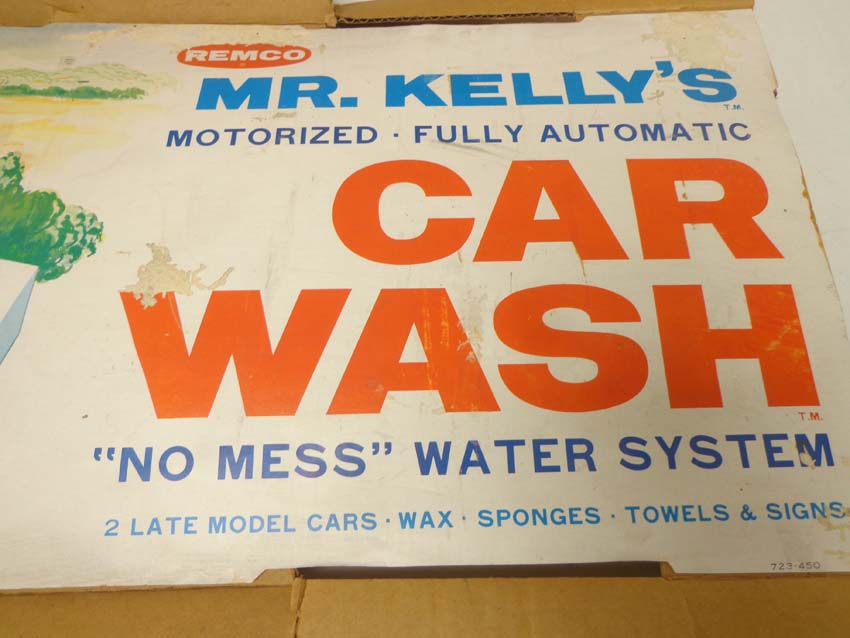 REMCO
MR. KELLY'S T.M.
MOTORIZED · FULLY AUTOMATIC
CAR
WASH T.M.
"NO MESS" WATER SYSTEM
2 LATE MODEL CARS · WAX · SPONGES · TOWELS & SIGNS
723-450